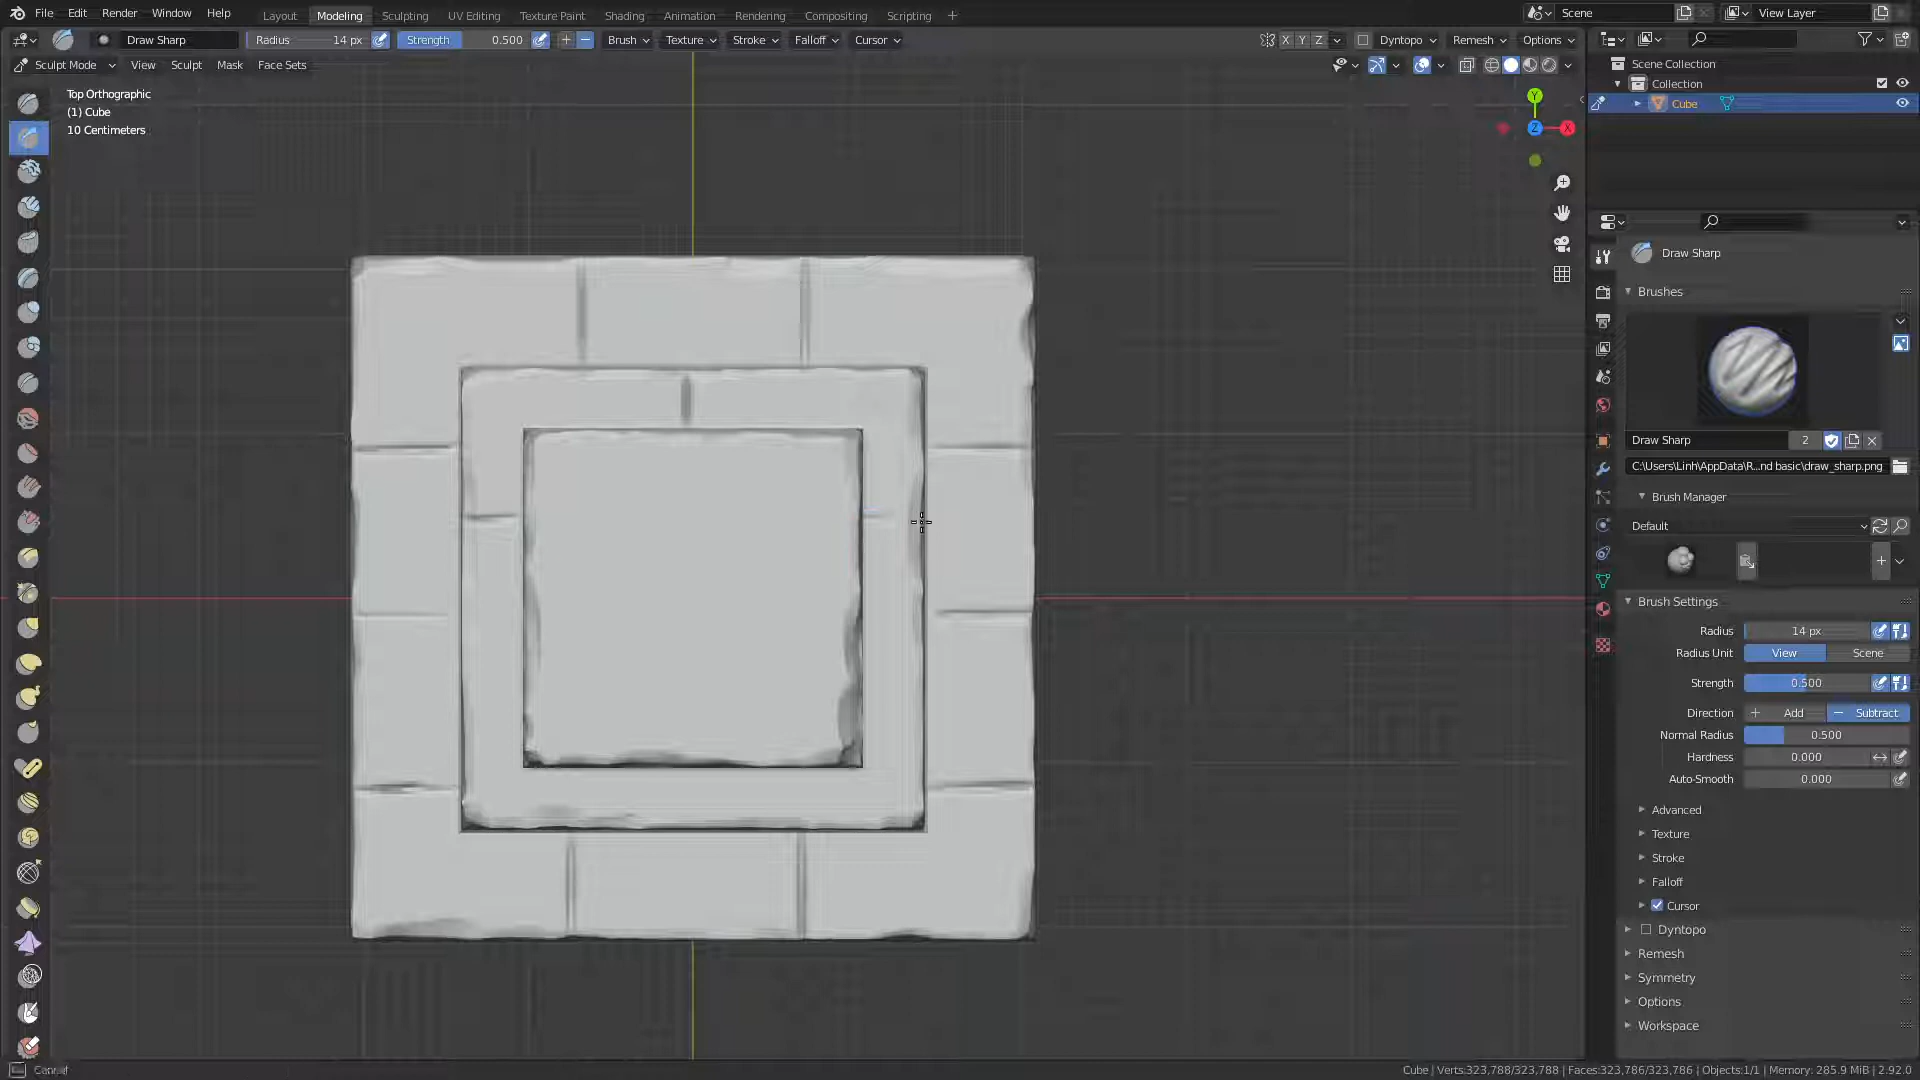 File Edit Render Window Help Layout Modeling Sculpting UV Editing Texture Paint Shading Animation Rendering Compositing Scripting + Scene View Layer
Draw Sharp Radius 14 px Strength 0.500 + − Brush Texture Stroke Falloff Cursor X Y Z Dyntopo Remesh Options
Sculpt Mode View Sculpt Mask Face Sets
Scene Collection
Collection
Cube
Top Orthographic
(1) Cube
10 Centimeters
Y
Z X
Draw Sharp
Brushes
Draw Sharp 2
C:\Users\Linh\AppData\R...nd basic\draw_sharp.png
Brush Manager
Default
Brush Settings
Radius 14 px
Radius Unit View Scene
Strength 0.500
Direction + Add − Subtract
Normal Radius 0.500
Hardness 0.000
Auto-Smooth 0.000
Advanced
Texture
Stroke
Falloff
Cursor
Dyntopo
Remesh
Symmetry
Options
Workspace
Cube | Verts:323,788/323,788 | Faces:323,786/323,786 | Objects:1/1 | Memory: 285.9 MiB | 2.92.0